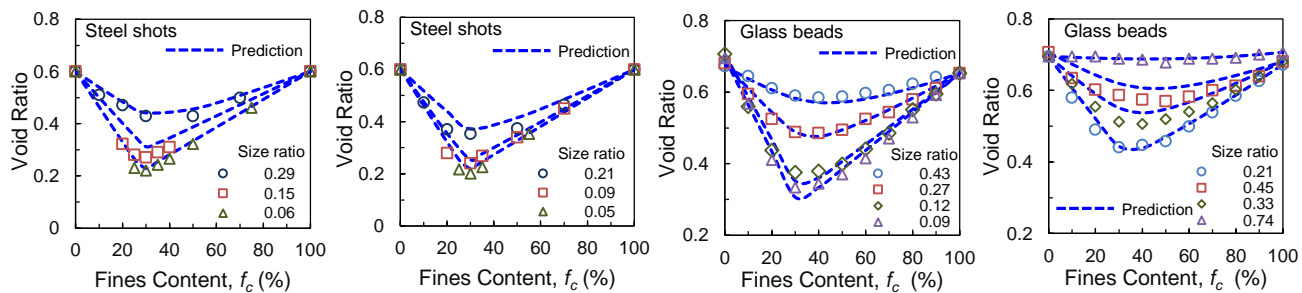 Steel shots
Prediction
Void Ratio
0.8
0.6
0.4
0.2
0
Size ratio
0.29
0.15
0.06
0 20 40 60 80 100
Fines Content, fc (%)
Steel shots
Prediction
Void Ratio
0.8
0.6
0.4
0.2
0
Size ratio
0.21
0.09
0.05
0 20 40 60 80 100
Fines Content, fc (%)
Glass beads
Prediction
Void Ratio
0.8
0.6
0.4
0.2
Size ratio
0.43
0.27
0.12
0.09
0 20 40 60 80 100
Fines Content, fc (%)
Glass beads
Void Ratio
0.8
0.6
0.4
0.2
Size ratio
0.21
0.45
0.33
0.74
Prediction
0 20 40 60 80 100
Fines Content, fc (%)